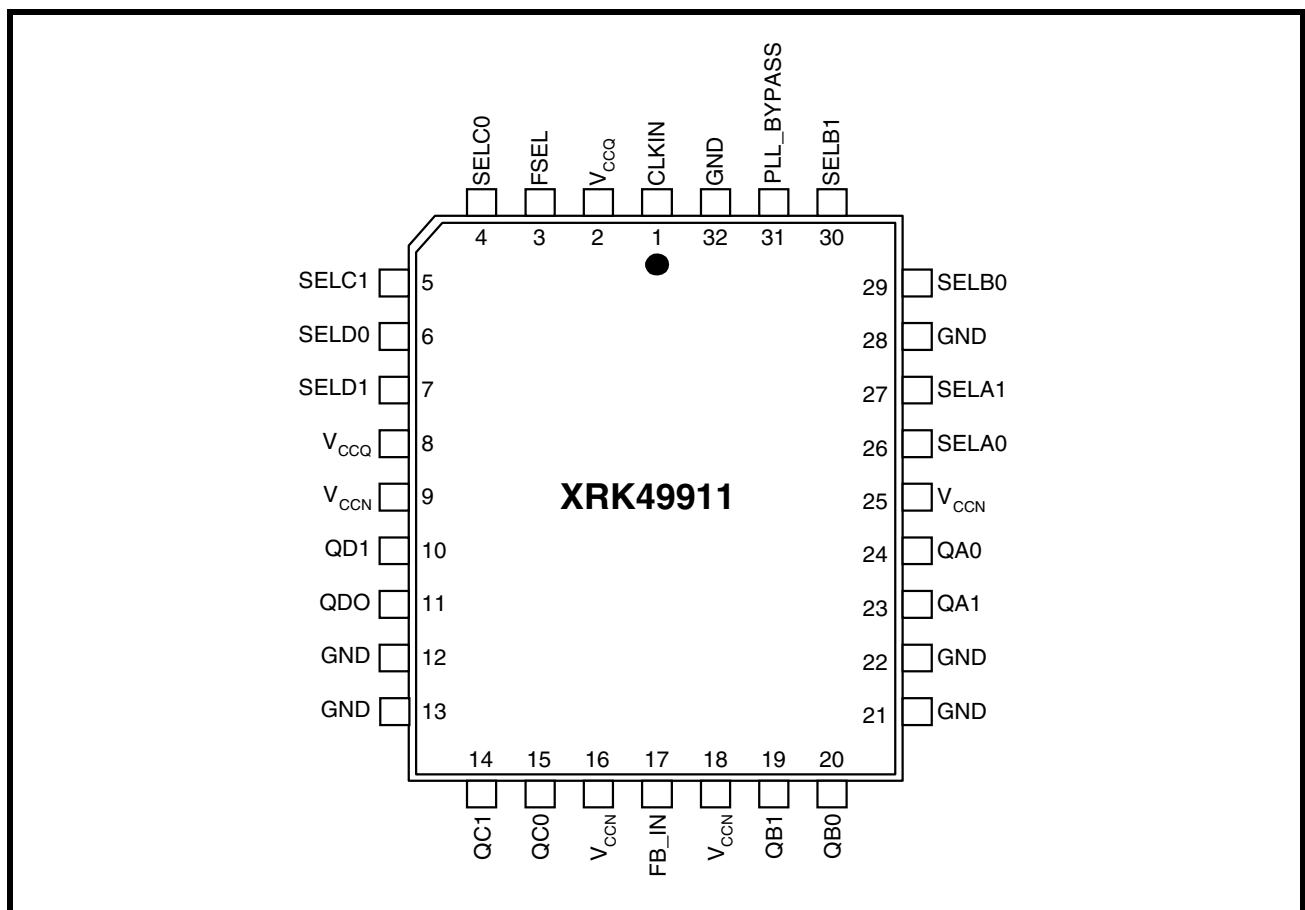 SELC0
FSEL
VCCQ
CLKIN
GND
PLL_BYPASS
SELB1
4 3 2 1 32 31 30
SELC1 5
SELD0 6
SELD1 7
VCCQ 8
VCCN 9
QD1 10
QDO 11
GND 12
GND 13
XRK49911
29 SELB0
28 GND
27 SELA1
26 SELA0
25 VCCN
24 QA0
23 QA1
22 GND
21 GND
14 15 16 17 18 19 20
QC1
QC0
VCCN
FB_IN
VCCN
QB1
QB0